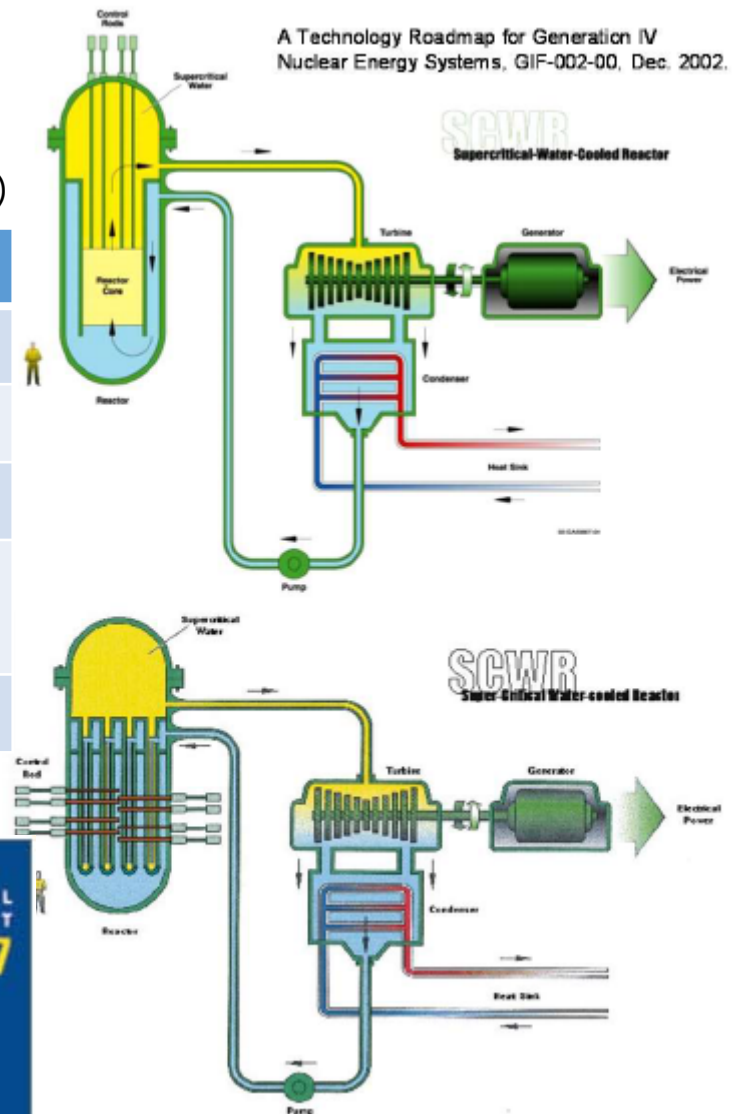 A Technology Roadmap for Generation IV
Nuclear Energy Systems, GIF-002-00, Dec. 2002.
Control
Rods
Supercritical
Water
SCWR
Supercritical-Water-Cooled Reactor
)
Turbine
Generator
Electrical
Power
Reactor
Core
Condenser
Reactor
Heat Sink
Pump
Supercritical
Water
SCWR
Super-Critical Water-cooled Reactor
Control
Rod
Turbine
Generator
Electrical
Power
L
T
7
Condenser
Reactor
Heat Sink
Pump